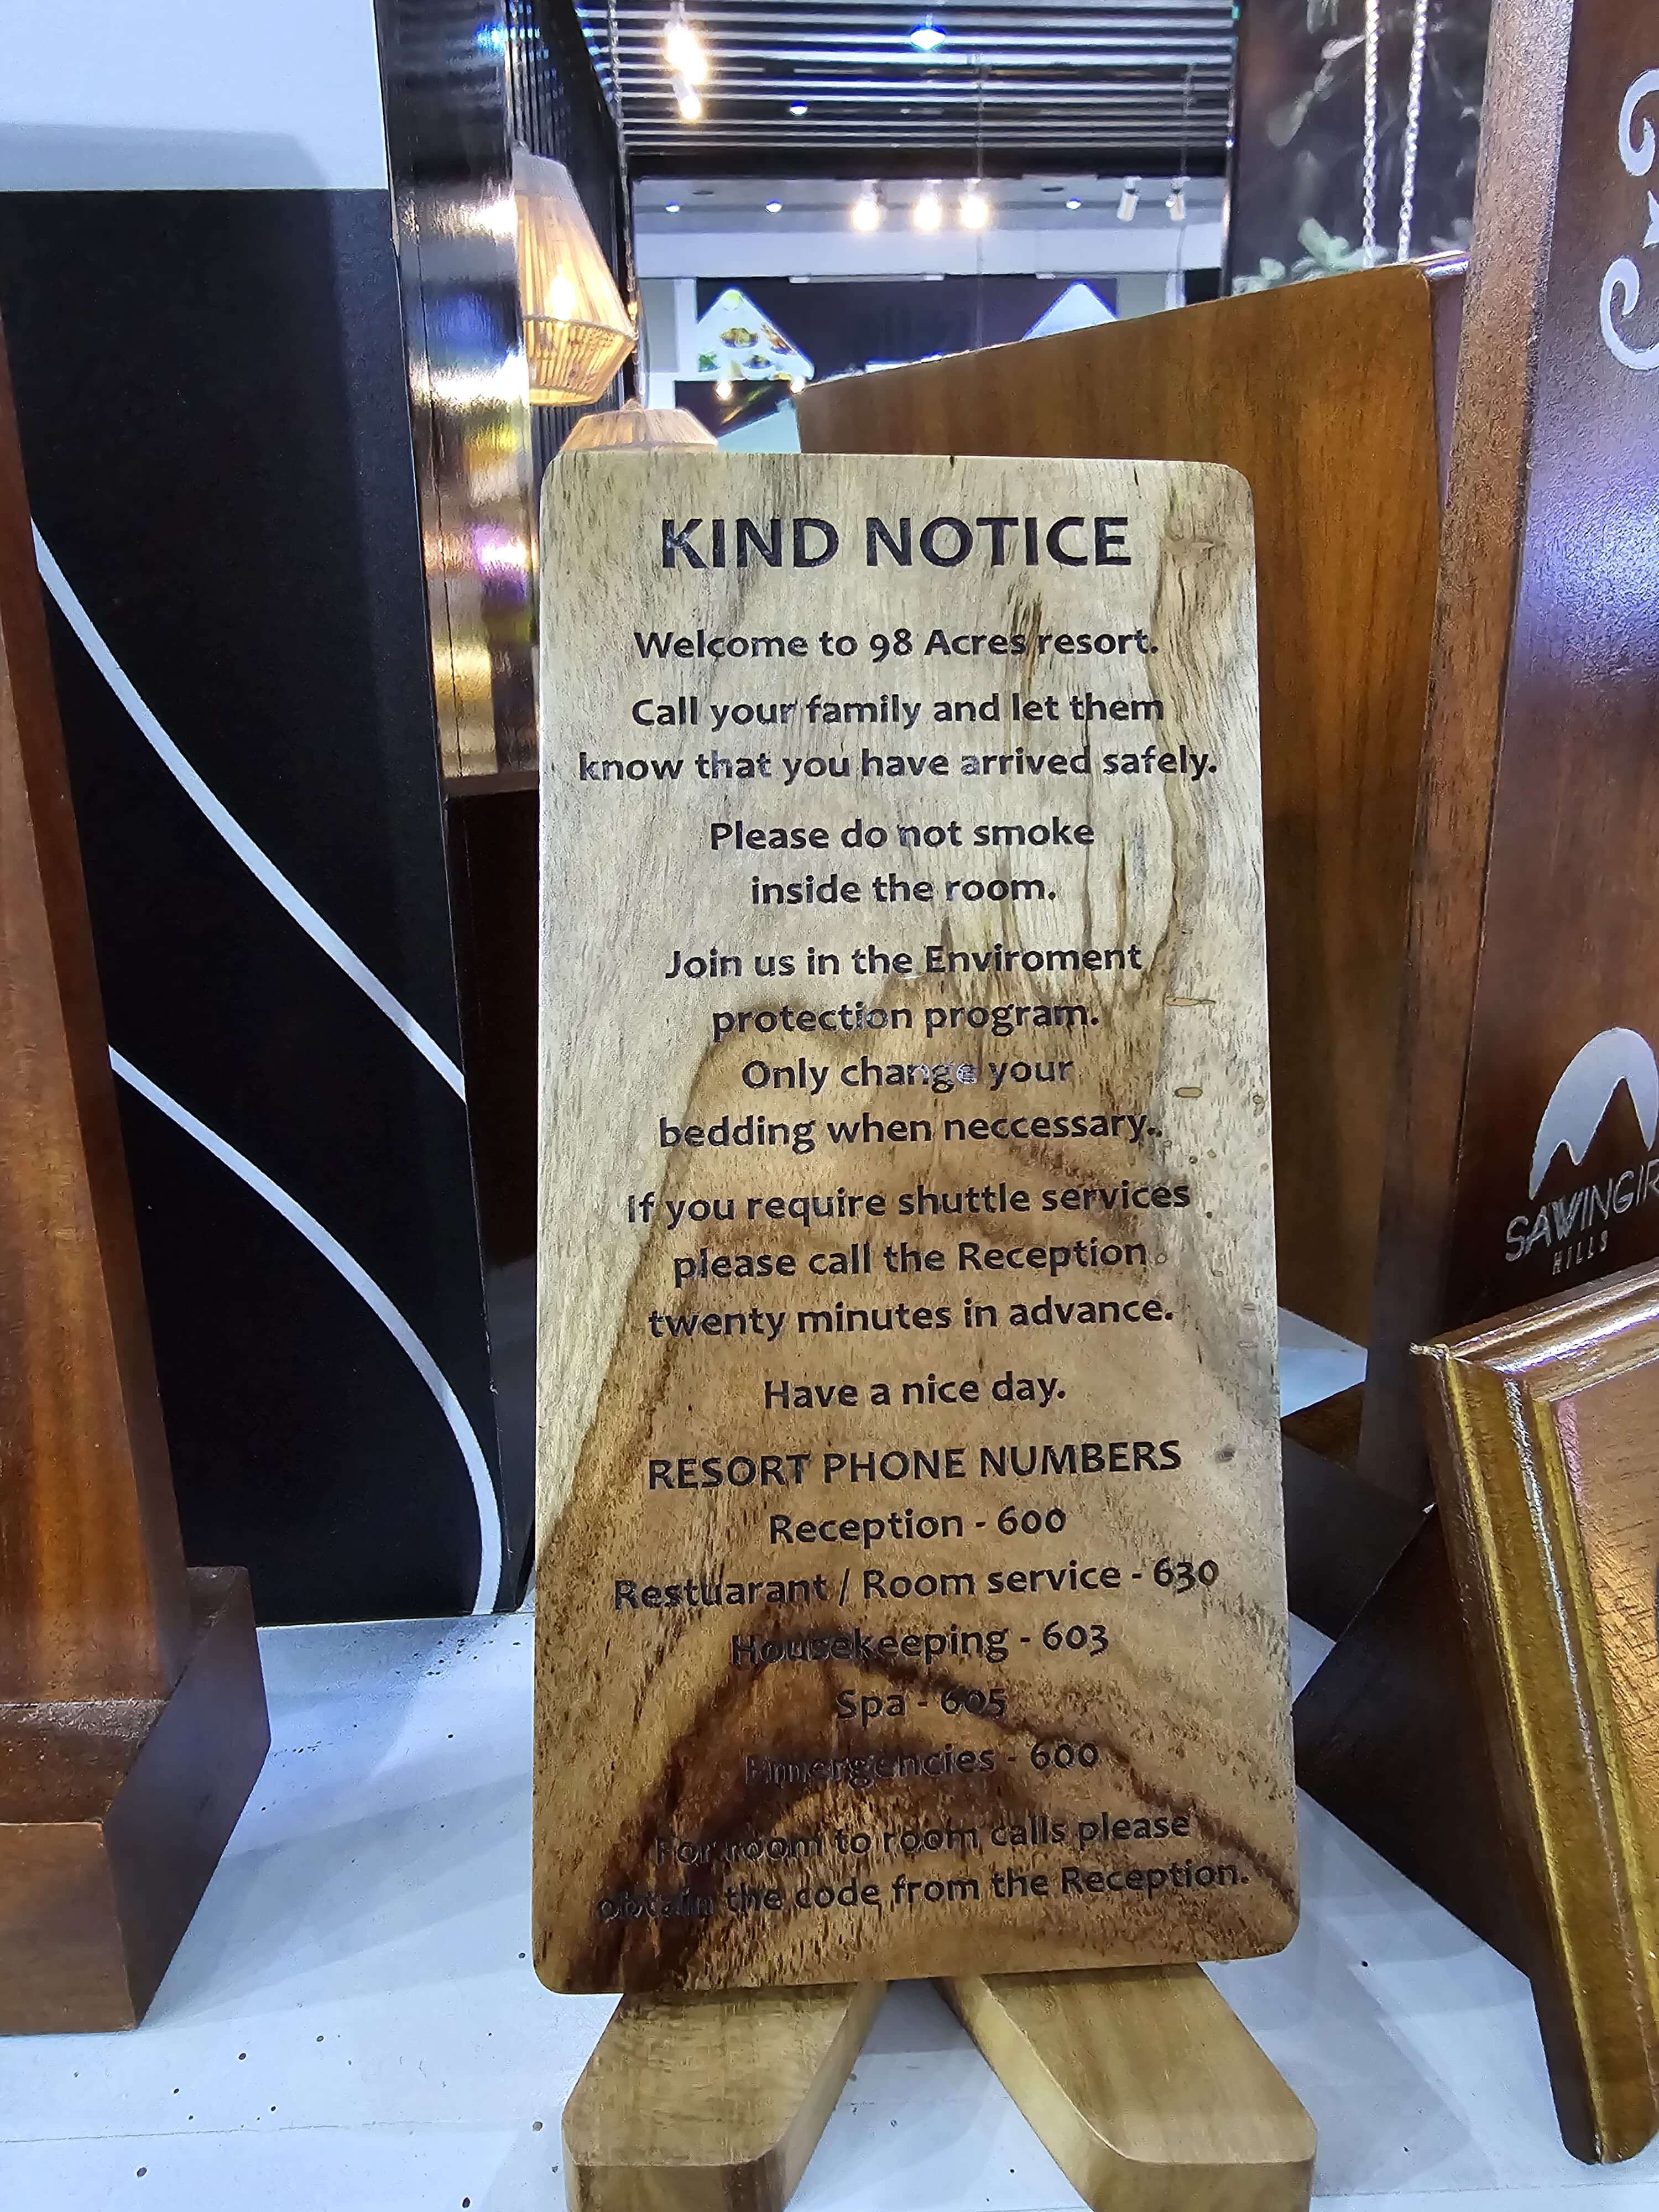 KIND NOTICE
Welcome to 98 Acres resort.
Call your family and let them
know that you have arrived safely.
Please do not smoke
inside the room.
Join us in the Enviroment
protection program.
Only change your
bedding when neccessary.
If you require shuttle services
please call the Reception
twenty minutes in advance.
Have a nice day.
RESORT PHONE NUMBERS
Reception - 600
Restuarant / Room service - 630
Housekeeping - 603
Spa - 605
Emergencies - 600
For room to room calls please
obtain the code from the Reception.
HILLS